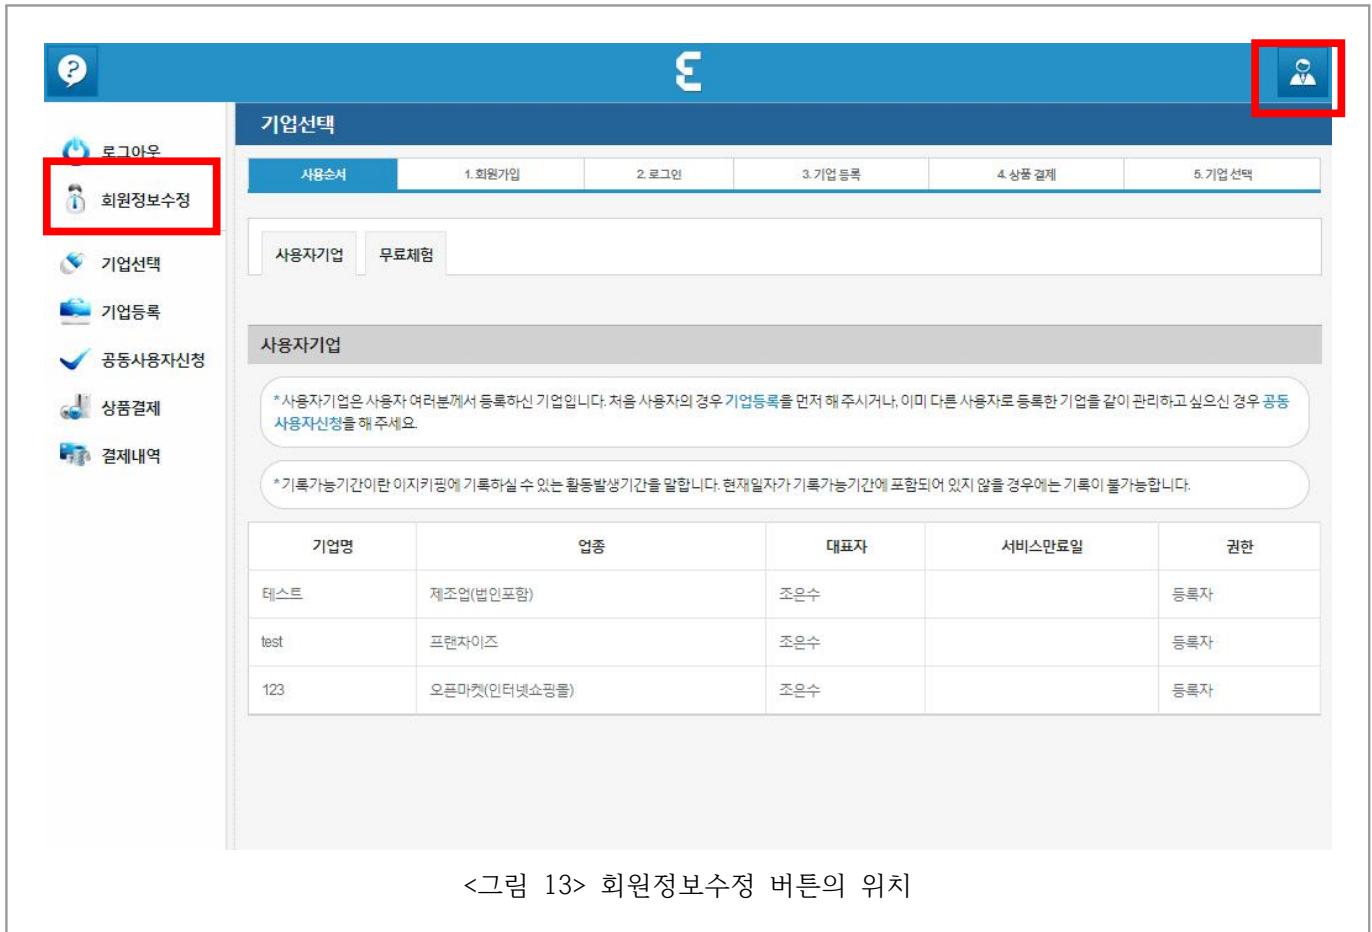 기업선택
로그아웃
회원정보수정
기업선택
기업등록
공동사용자신청
상품결제
결제내역
사용순서 1. 회원가입 2. 로그인 3. 기업 등록 4. 상품 결제 5. 기업 선택
사용자기업 무료체험
사용자기업
* 사용자기업은 사용자 여러분께서 등록하신 기업입니다. 처음 사용자의 경우 기업등록을 먼저 해 주시거나, 이미 다른 사용자로 등록한 기업을 같이 관리하고 싶으신 경우 공동
사용자신청을 해 주세요.
* 기록가능기간이란 이지키핑에 기록하실 수 있는 활동발생기간을 말합니다. 현재일자가 기록가능기간에 포함되어 있지 않을 경우에는 기록이 불가능합니다.
기업명 업종 대표자 서비스만료일 권한
테스트 제조업(법인포함) 조은수 등록자
test 프랜차이즈 조은수 등록자
123 오픈마켓(인터넷쇼핑몰) 조은수 등록자
<그림 13> 회원정보수정 버튼의 위치